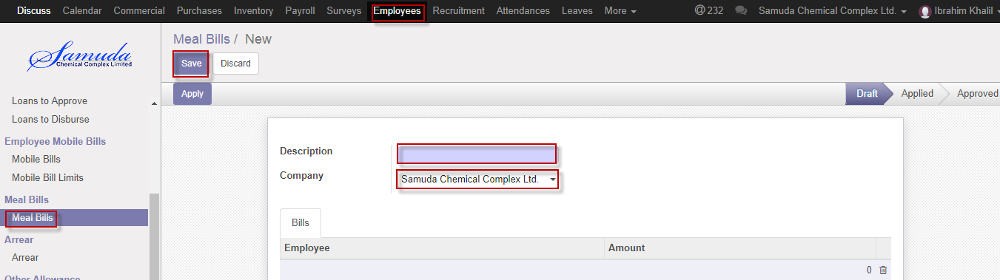 Discuss Calendar Commercial Purchases Inventory Payroll Surveys Employees Recruitment Attendances Leaves More @ 232 Samuda Chemical Complex Ltd. Ibrahim Khalil
Samuda
Chemical Complex Limited
Meal Bills / New
Save Discard
Apply Draft Applied Approved
Loans to Approve
Loans to Disburse
Employee Mobile Bills
Mobile Bills
Mobile Bill Limits
Meal Bills
Meal Bills
Arrear
Arrear
Other Allowance
Description
Company Samuda Chemical Complex Ltd.
Bills
Employee Amount
0